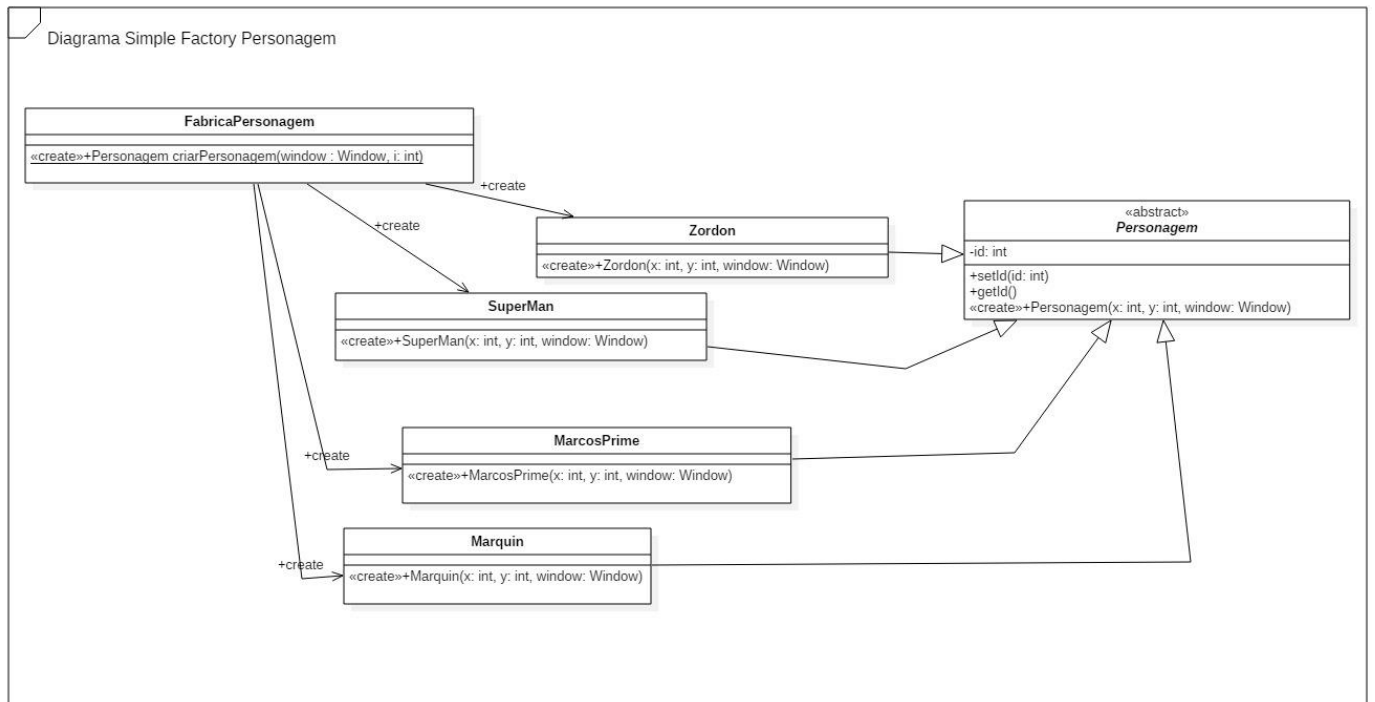 Diagrama Simple Factory Personagem
FabricaPersonagem
«create»+Personagem criarPersonagem(window : Window, i: int)
+create
+create
Zordon
«create»+Zordon(x: int, y: int, window: Window)
«abstract»
Personagem
-id: int
+setId(id: int)
+getId()
«create»+Personagem(x: int, y: int, window: Window)
SuperMan
«create»+SuperMan(x: int, y: int, window: Window)
+create
MarcosPrime
«create»+MarcosPrime(x: int, y: int, window: Window)
+create
Marquin
«create»+Marquin(x: int, y: int, window: Window)